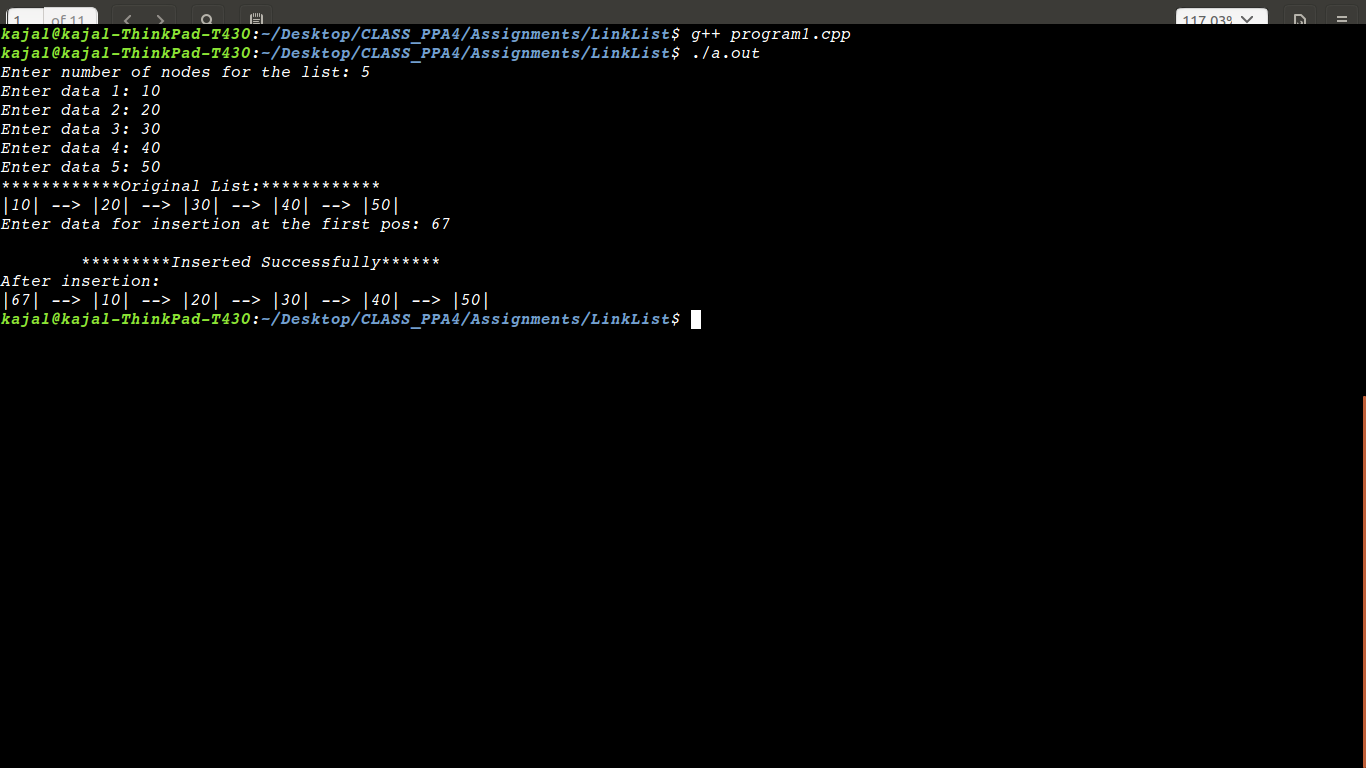 1 of 11 117.03%
kajal@kajal-ThinkPad-T430:~/Desktop/CLASS_PPA4/Assignments/LinkList$ g++ program1.cpp
kajal@kajal-ThinkPad-T430:~/Desktop/CLASS_PPA4/Assignments/LinkList$ ./a.out
Enter number of nodes for the list: 5
Enter data 1: 10
Enter data 2: 20
Enter data 3: 30
Enter data 4: 40
Enter data 5: 50
************Original List:************
|10| --> |20| --> |30| --> |40| --> |50|
Enter data for insertion at the first pos: 67
*********Inserted Successfully******
After insertion:
|67| --> |10| --> |20| --> |30| --> |40| --> |50|
kajal@kajal-ThinkPad-T430:~/Desktop/CLASS_PPA4/Assignments/LinkList$